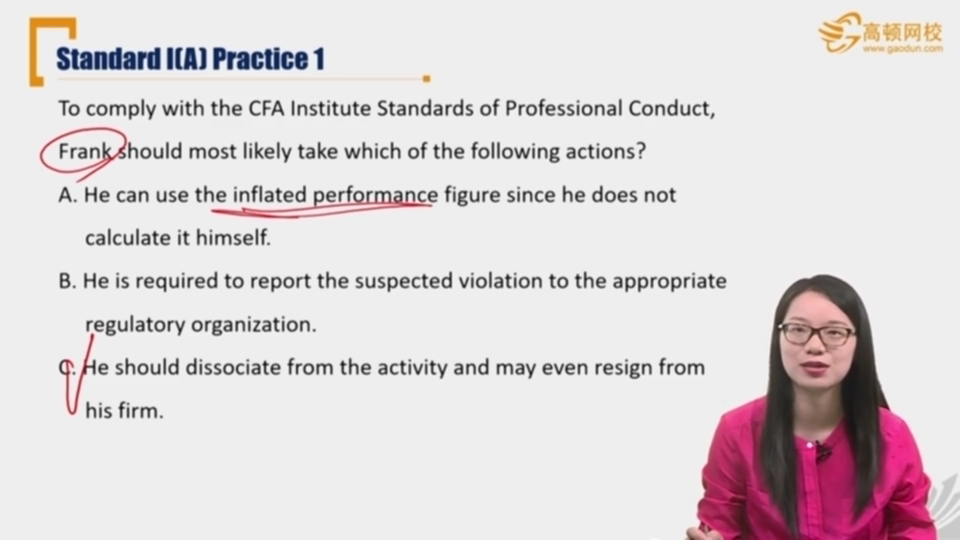 高顿网校
www.gaodun.com
Standard I(A) Practice 1
To comply with the CFA Institute Standards of Professional Conduct,
Frank should most likely take which of the following actions?
A. He can use the inflated performance figure since he does not
calculate it himself.
B. He is required to report the suspected violation to the appropriate
regulatory organization.
C. He should dissociate from the activity and may even resign from
his firm.